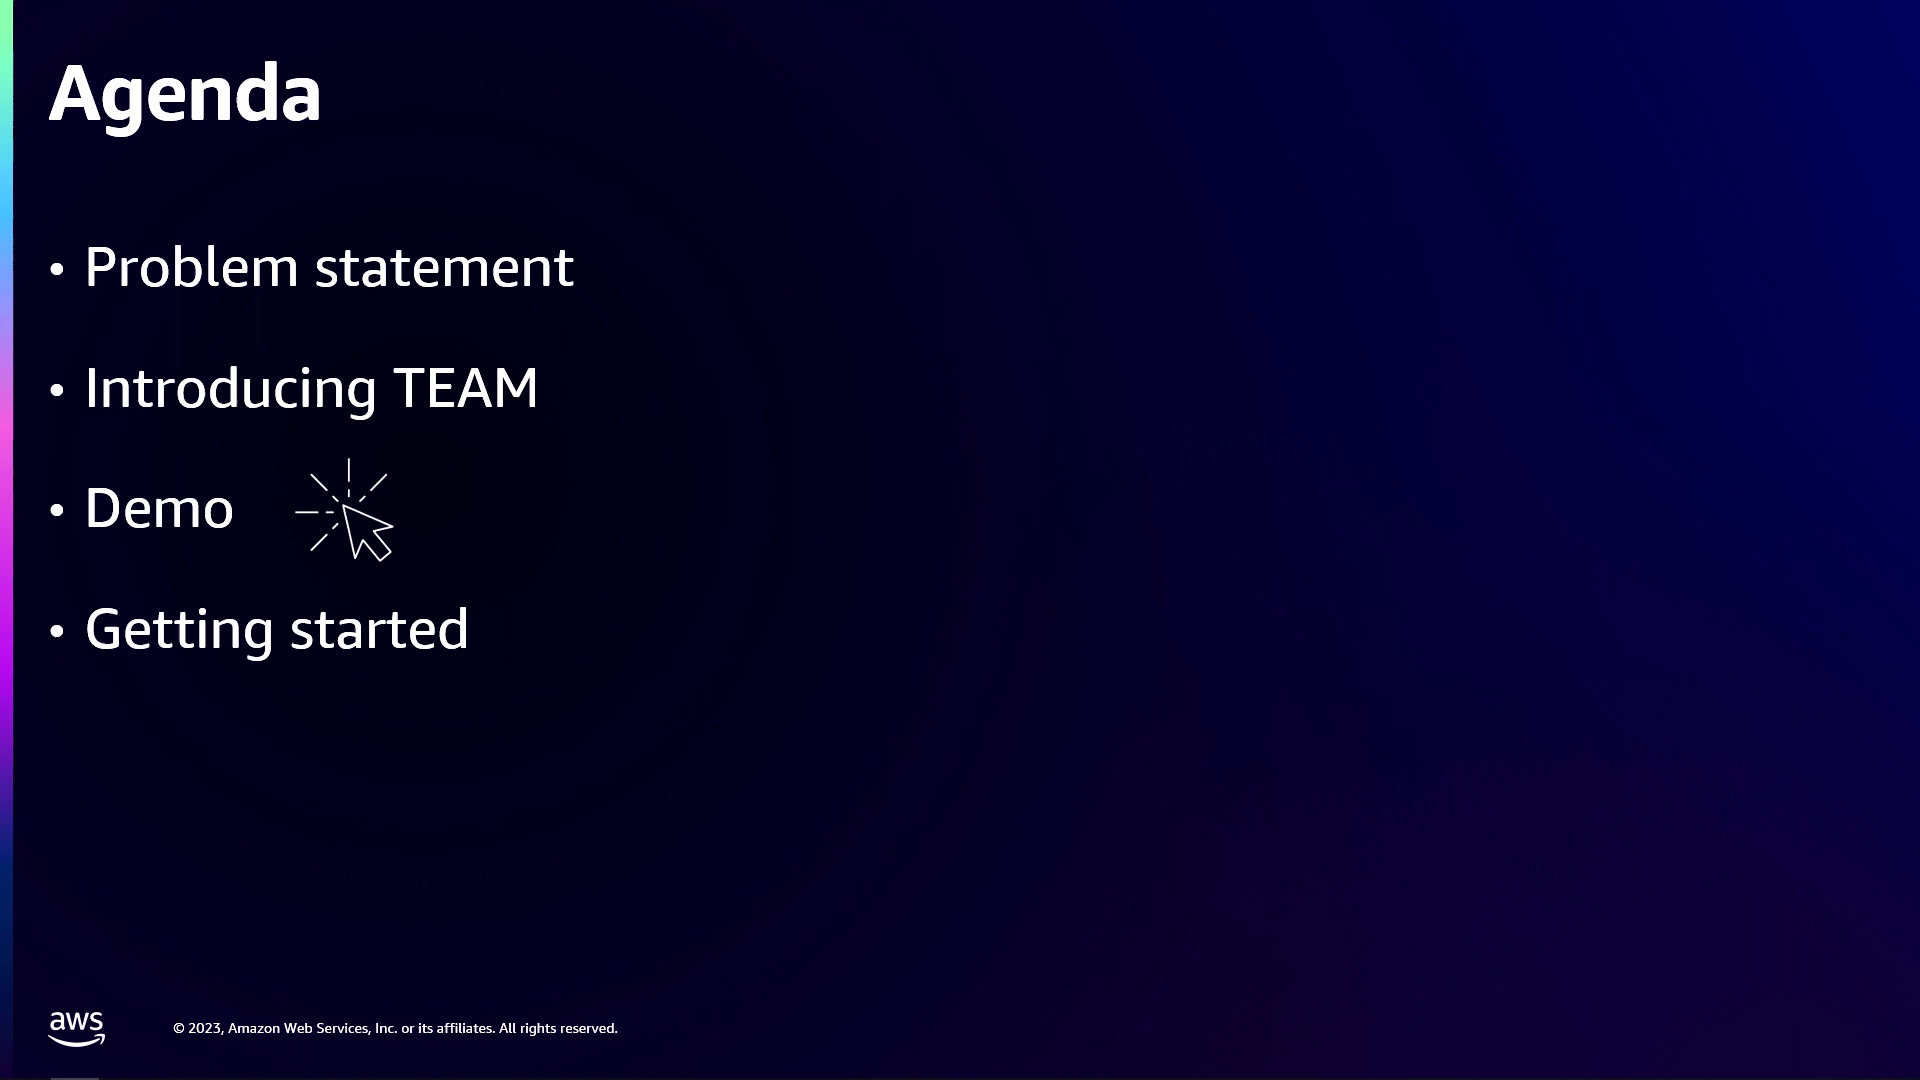 Agenda
• Problem statement
• Introducing TEAM
• Demo
• Getting started
aws
© 2023, Amazon Web Services, Inc. or its affiliates. All rights reserved.